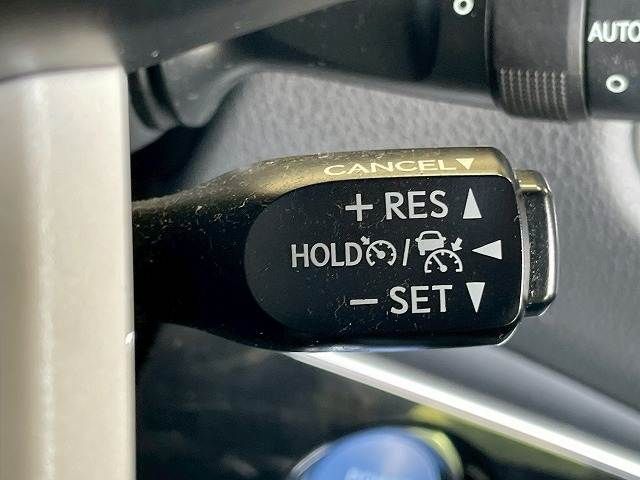 AUTO
CANCEL▼
+ RES ▲
HOLD / ◀
− SET ▼